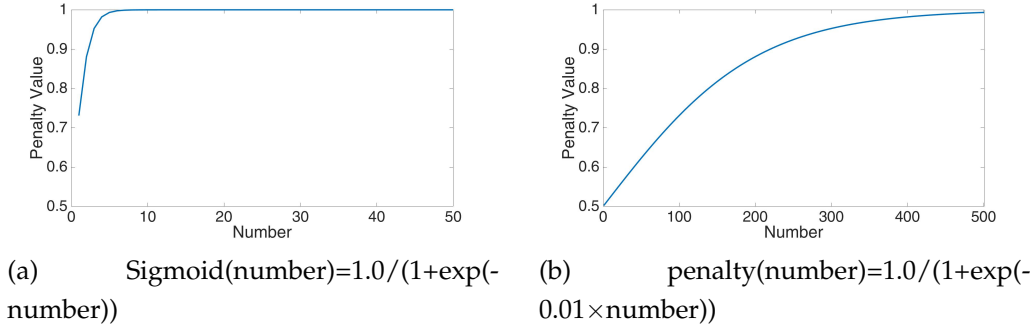 1
0.9
0.8
0.7
0.6
0.5
Penalty Value
0 10 20 30 40 50
Number
1
0.9
0.8
0.7
0.6
0.5
Penalty Value
0 100 200 300 400 500
Number
(a) Sigmoid(number)=1.0/(1+exp(-
number))
(b) penalty(number)=1.0/(1+exp(-
0.01×number))